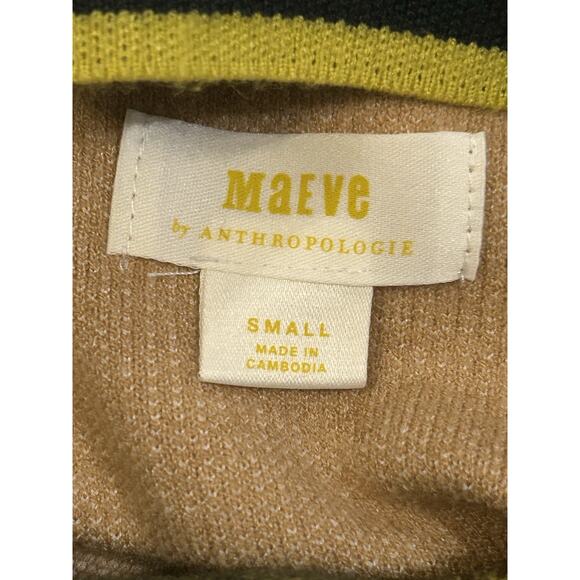 MaEVe
by ANTHROPOLOGIE
SMALL
MADE IN
CAMBODIA